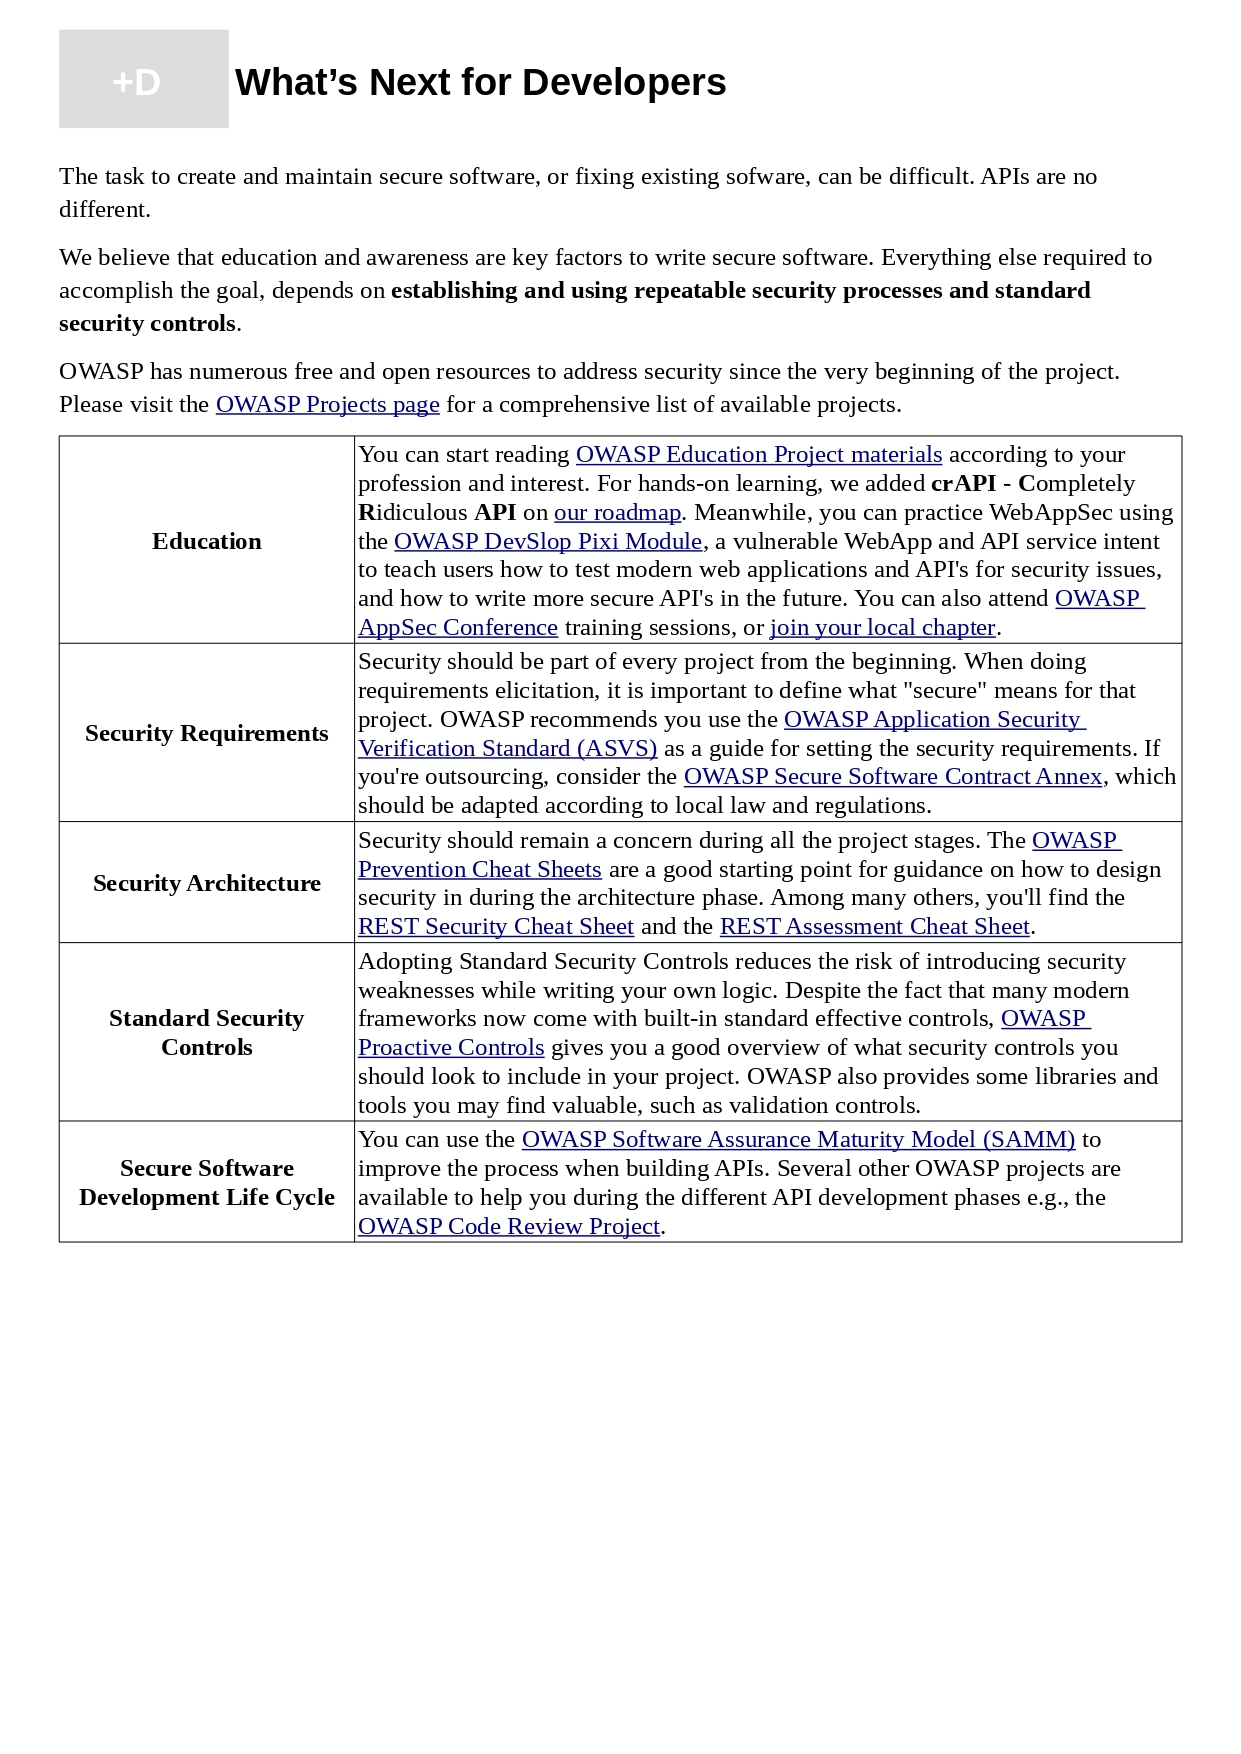 +D
What’s Next for Developers
The task to create and maintain secure software, or fixing existing sofware, can be difficult. APIs are no
different.
We believe that education and awareness are key factors to write secure software. Everything else required to
accomplish the goal, depends on establishing and using repeatable security processes and standard
security controls.
OWASP has numerous free and open resources to address security since the very beginning of the project.
Please visit the OWASP Projects page for a comprehensive list of available projects.
Education
You can start reading OWASP Education Project materials according to your
profession and interest. For hands-on learning, we added crAPI - Completely
Ridiculous API on our roadmap. Meanwhile, you can practice WebAppSec using
the OWASP DevSlop Pixi Module, a vulnerable WebApp and API service intent
to teach users how to test modern web applications and API's for security issues,
and how to write more secure API's in the future. You can also attend OWASP
AppSec Conference training sessions, or join your local chapter.
Security Requirements
Security should be part of every project from the beginning. When doing
requirements elicitation, it is important to define what "secure" means for that
project. OWASP recommends you use the OWASP Application Security
Verification Standard (ASVS) as a guide for setting the security requirements. If
you're outsourcing, consider the OWASP Secure Software Contract Annex, which
should be adapted according to local law and regulations.
Security Architecture
Security should remain a concern during all the project stages. The OWASP
Prevention Cheat Sheets are a good starting point for guidance on how to design
security in during the architecture phase. Among many others, you'll find the
REST Security Cheat Sheet and the REST Assessment Cheat Sheet.
Standard Security
Controls
Adopting Standard Security Controls reduces the risk of introducing security
weaknesses while writing your own logic. Despite the fact that many modern
frameworks now come with built-in standard effective controls, OWASP
Proactive Controls gives you a good overview of what security controls you
should look to include in your project. OWASP also provides some libraries and
tools you may find valuable, such as validation controls.
Secure Software
Development Life Cycle
You can use the OWASP Software Assurance Maturity Model (SAMM) to
improve the process when building APIs. Several other OWASP projects are
available to help you during the different API development phases e.g., the
OWASP Code Review Project.